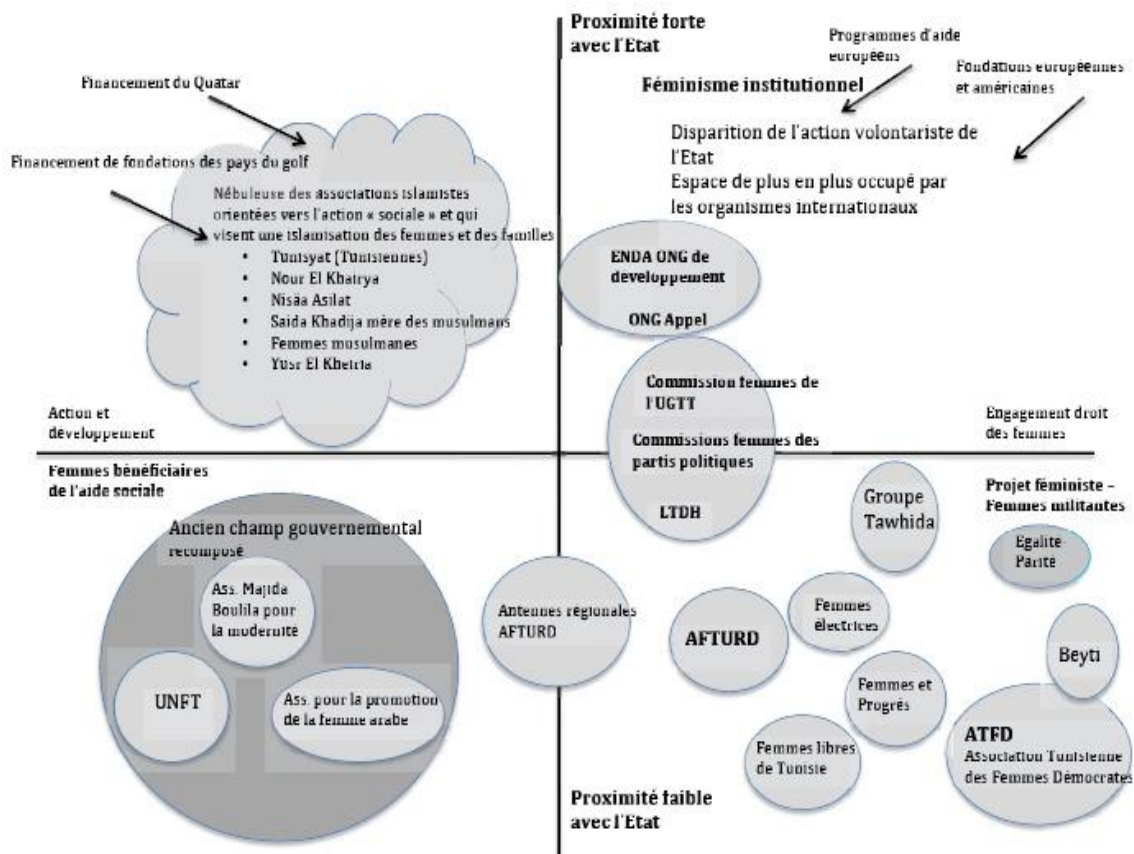 Proximité forte
avec l'Etat
Programmes d'aide
européens
Fondations européennes
et américaines
Financement du Quatar
Féminisme institutionnel
Disparition de l'action volontariste de
l'Etat
Espace de plus en plus occupé par
les organismes internationaux
Financement de fondations des pays du golf
Nébuleuse des associations islamistes
orientées vers l'action « sociale » et qui
visent une islamisation des femmes et des familles
• Tunisyat (Tunisiennes)
• Nour El Khairya
• Nisâa Asilat
• Saida Khadija mère des musulmans
• Femmes musulmanes
• Yusr El Kheiria
ENDA ONG de
développement
ONG Appel
Commission femmes de
l'UGTT
Commissions femmes des
partis politiques
LTDH
Action et
développement
Engagement droit
des femmes
Femmes bénéficiaires
de l'aide sociale
Projet féministe –
Femmes militantes
Groupe
Tawhida
Egalite
Parité
Ancien champ gouvernemental
recomposé
Ass. Majida
Boulila pour
la modernité
UNFT
Ass. pour la promotion
de la femme arabe
Antennes régionales
AFTURD
AFTURD
Femmes
électrices
Beyti
Femmes et
Progrés
Femmes libres
de Tunisie
ATFD
Association Tunisienne
des Femmes Démocrates
Proximité faible
avec l'Etat